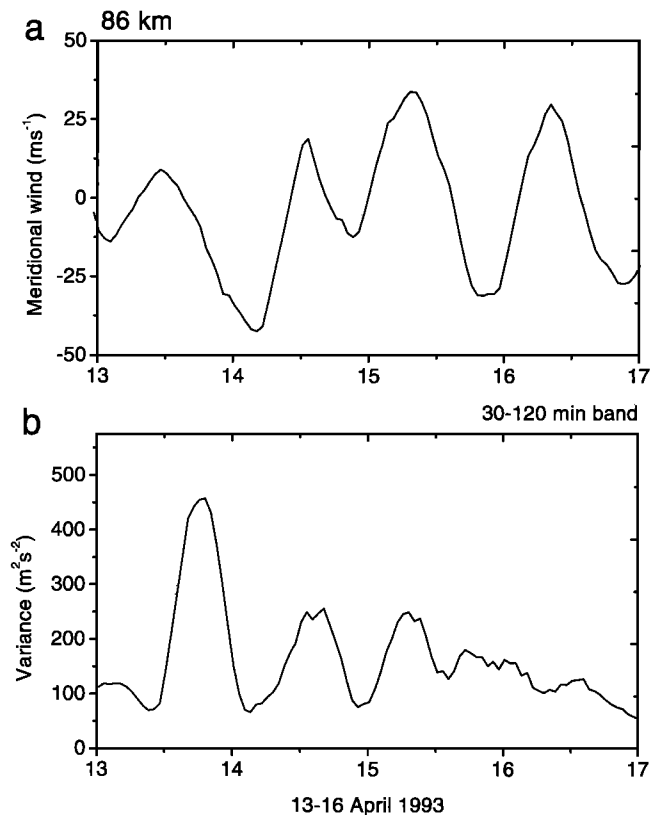 a 86 km
50
25
0
-25
-50
Meridional wind (ms⁻¹)
13 14 15 16 17
b 30-120 min band
500
400
300
200
100
0
Variance (m²s⁻²)
13 14 15 16 17
13-16 April 1993